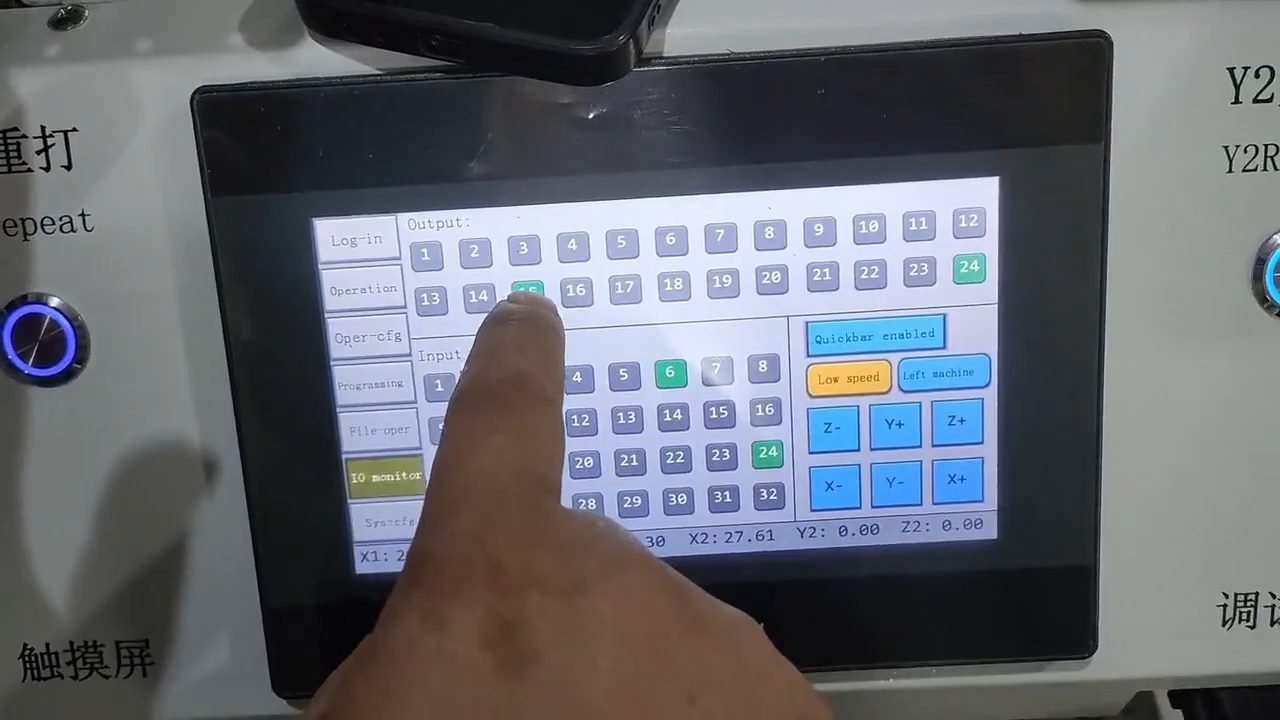 重打
epeat
触摸屏
Log-in
Operation
Oper-cfg
Programming
File-oper
IO monitor
Sys-cfg
Output:
1 2 3 4 5 6 7 8 9 10 11 12
13 14 15 16 17 18 19 20 21 22 23 24
Input
1 4 5 6 7 8
12 13 14 15 16
20 21 22 23 24
28 29 30 31 32
Quickbar enabled
Low speed Left machine
Z- Y+ Z+
X- Y- X+
X1: 2 30 X2: 27.61 Y2: 0.00 Z2: 0.00
Y2
Y2R
调